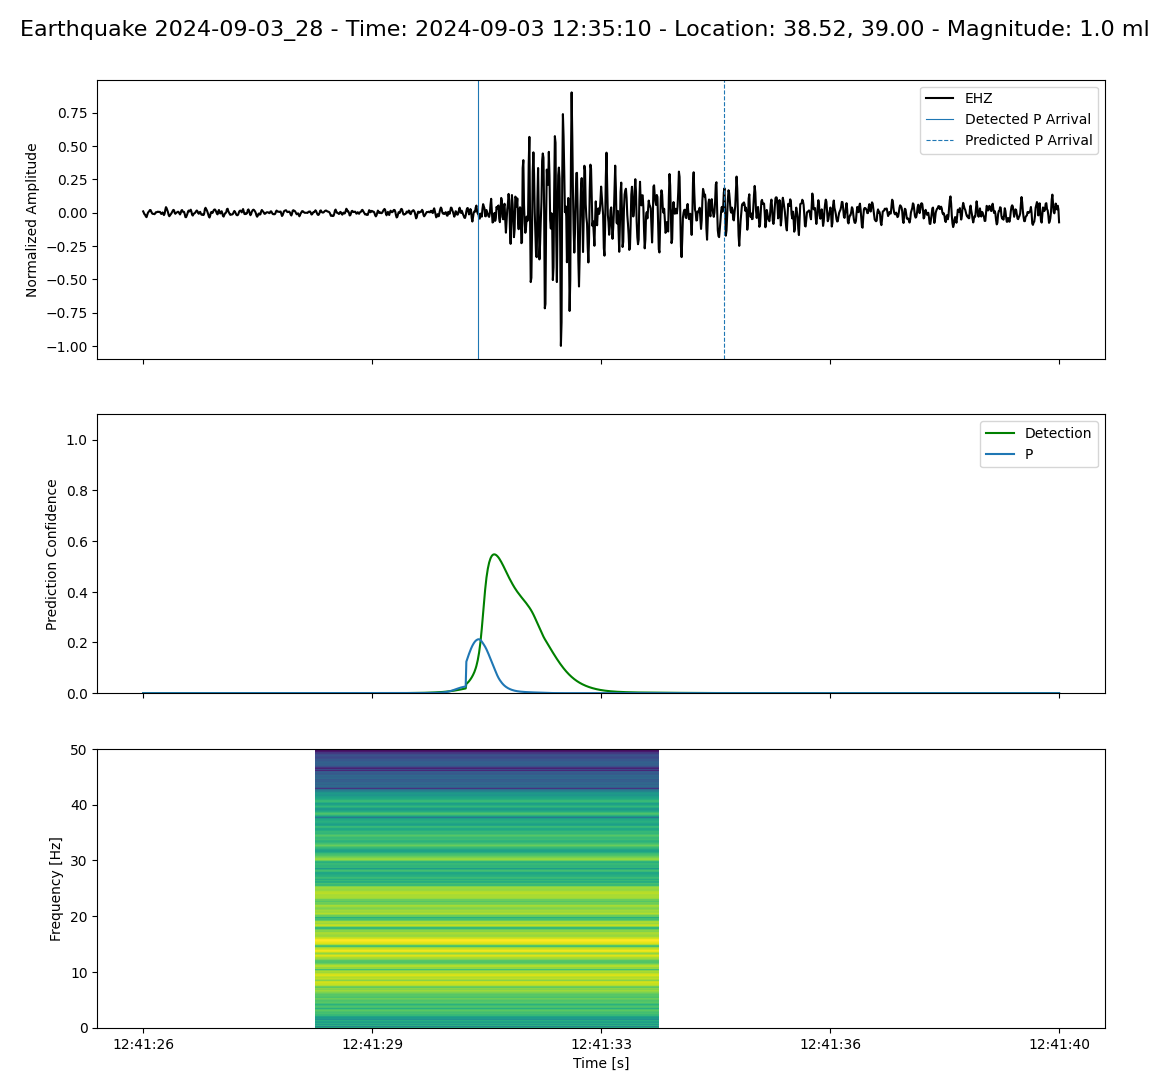 Earthquake 2024-09-03_28 - Time: 2024-09-03 12:35:10 - Location: 38.52, 39.00 - Magnitude: 1.0 ml
EHZ
Detected P Arrival
Predicted P Arrival
Normalized Amplitude
0.75
0.50
0.25
0.00
−0.25
−0.50
−0.75
−1.00
Detection
P
Prediction Confidence
1.0
0.8
0.6
0.4
0.2
0.0
Frequency [Hz]
50
40
30
20
10
0
12:41:26 12:41:29 12:41:33 12:41:36 12:41:40
Time [s]